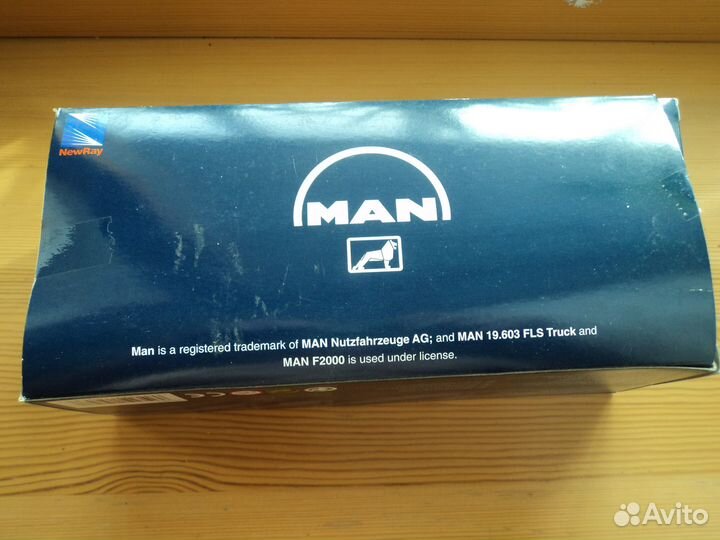 NewRay
MAN
Man is a registered trademark of MAN Nutzfahrzeuge AG; and MAN 19.603 FLS Truck and
MAN F2000 is used under license.
CE
Avito